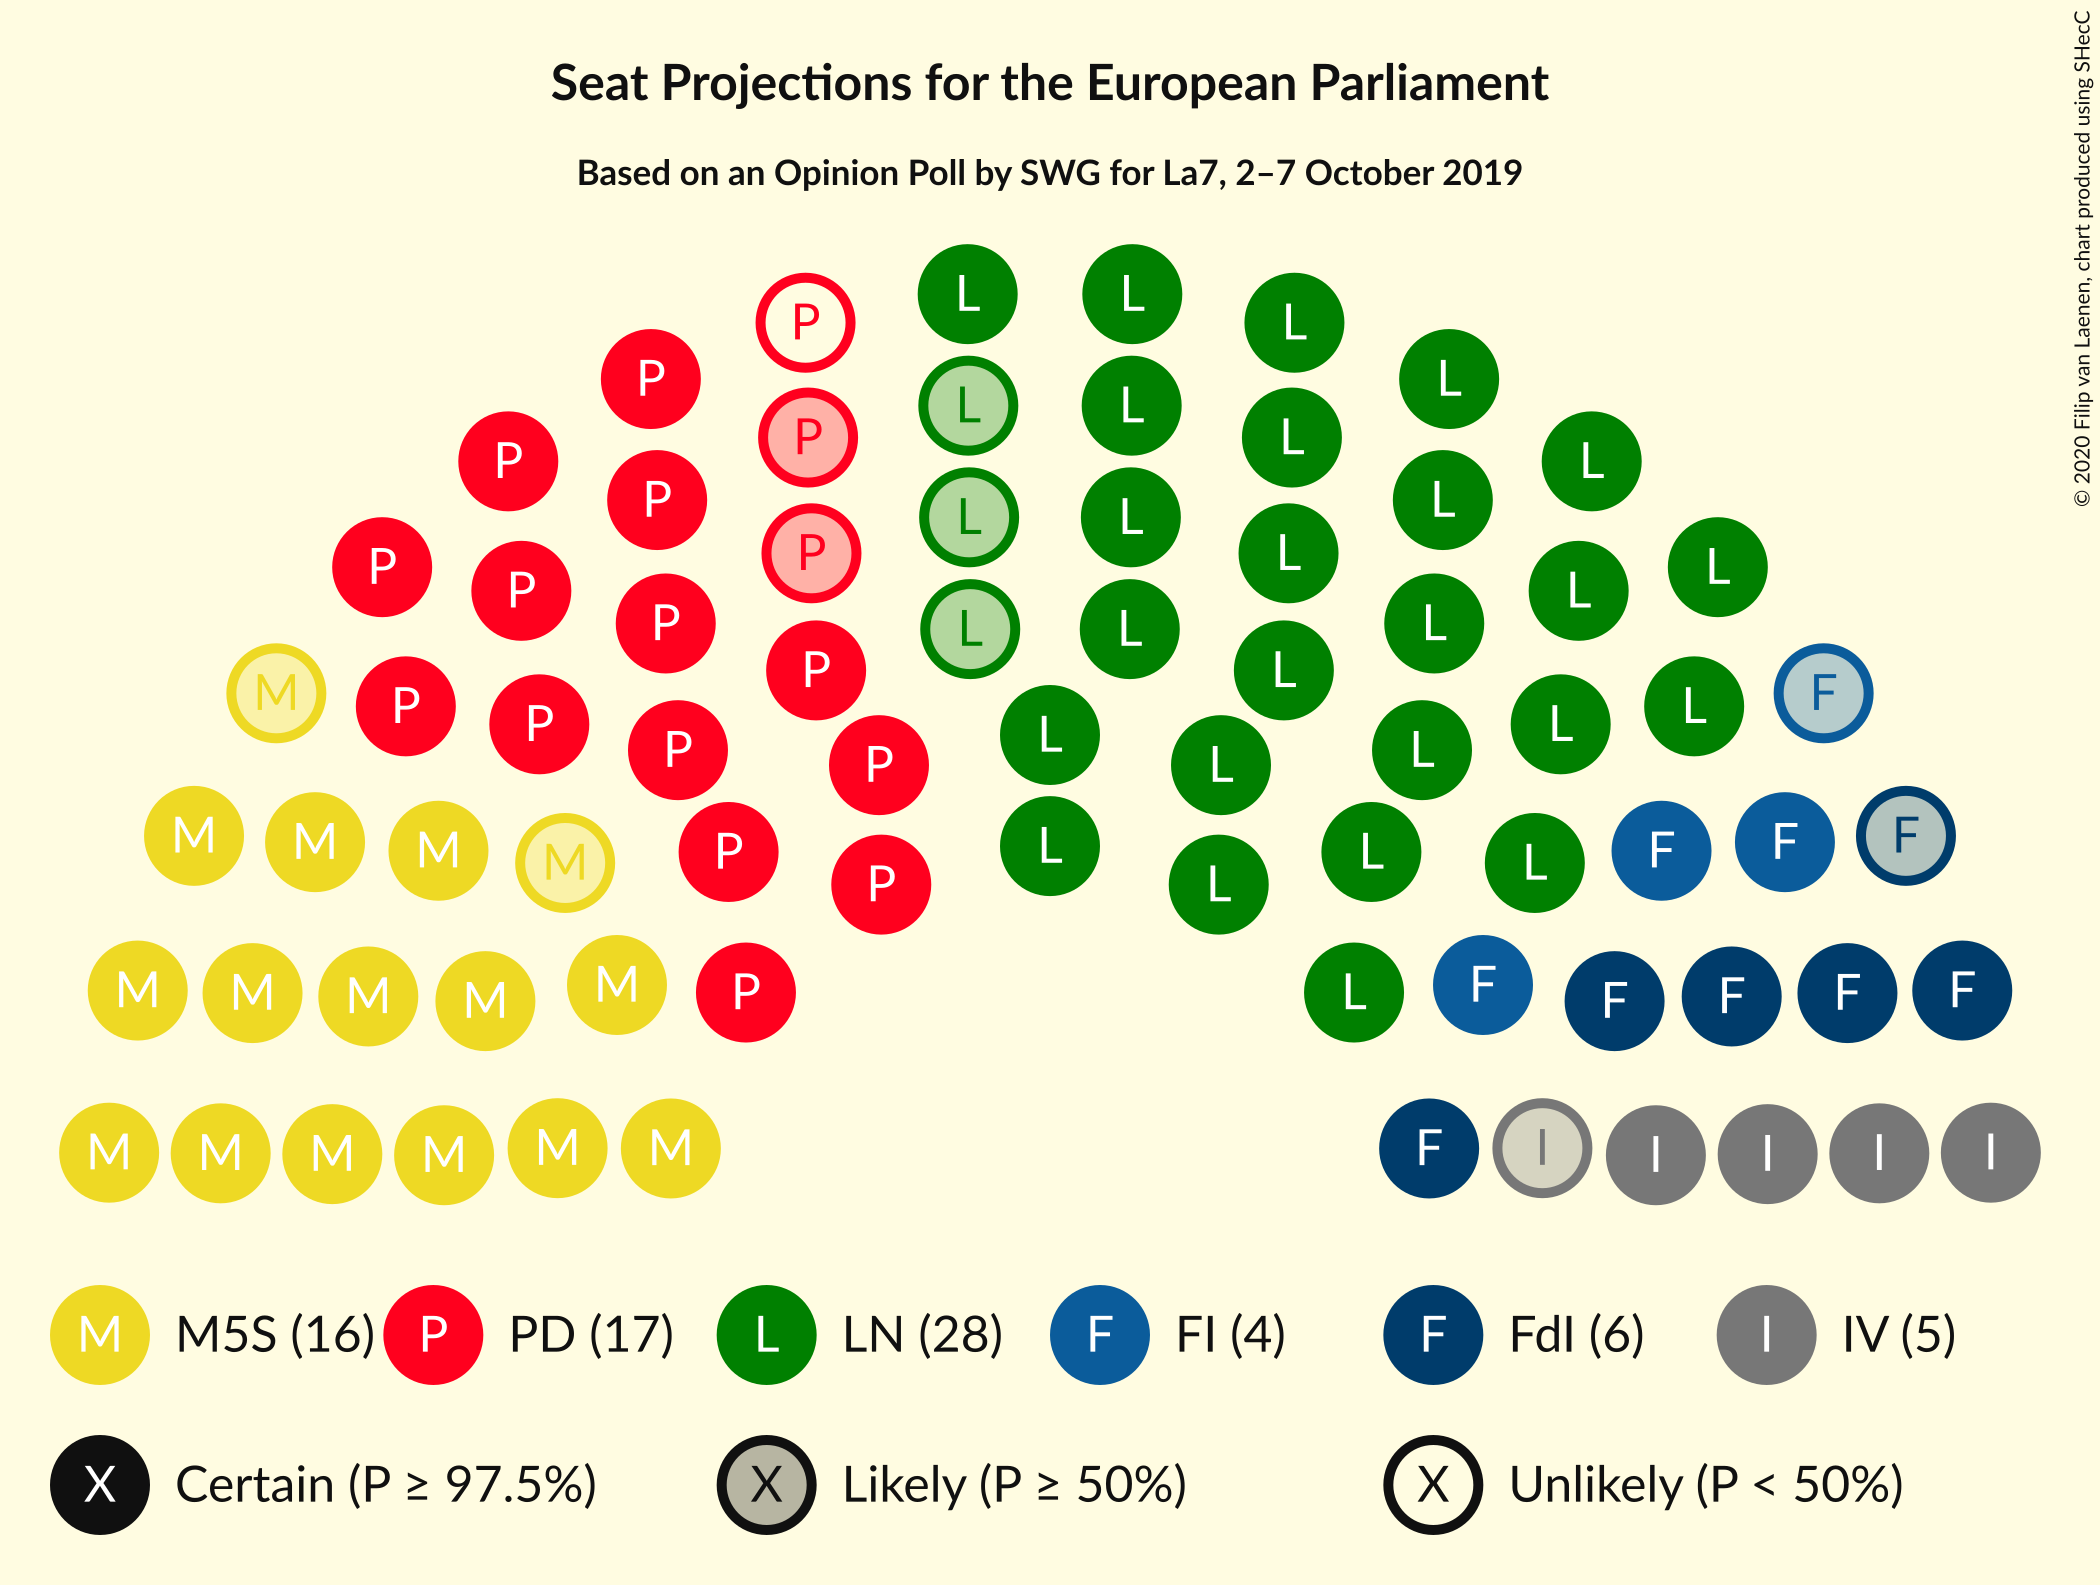 Seat Projections for the European Parliament
Based on an Opinion Poll by SWG for La7, 2–7 October 2019
© 2020 Filip van Laenen, chart produced using SHecC
L L
P L
P L
L L
P L
P L
P L
L L
P L
P L
P L
P L
P L
L L
P L
M P P P P L L L L F
L
P L
M M M M P L L F F F
L
P L
M M M M M P L F F F F F
M M M M M M F I I I I I
M M5S (16) P PD (17) L LN (28) F FI (4) F FdI (6) I IV (5)
X Certain (P ≥ 97.5%) X Likely (P ≥ 50%) X Unlikely (P < 50%)